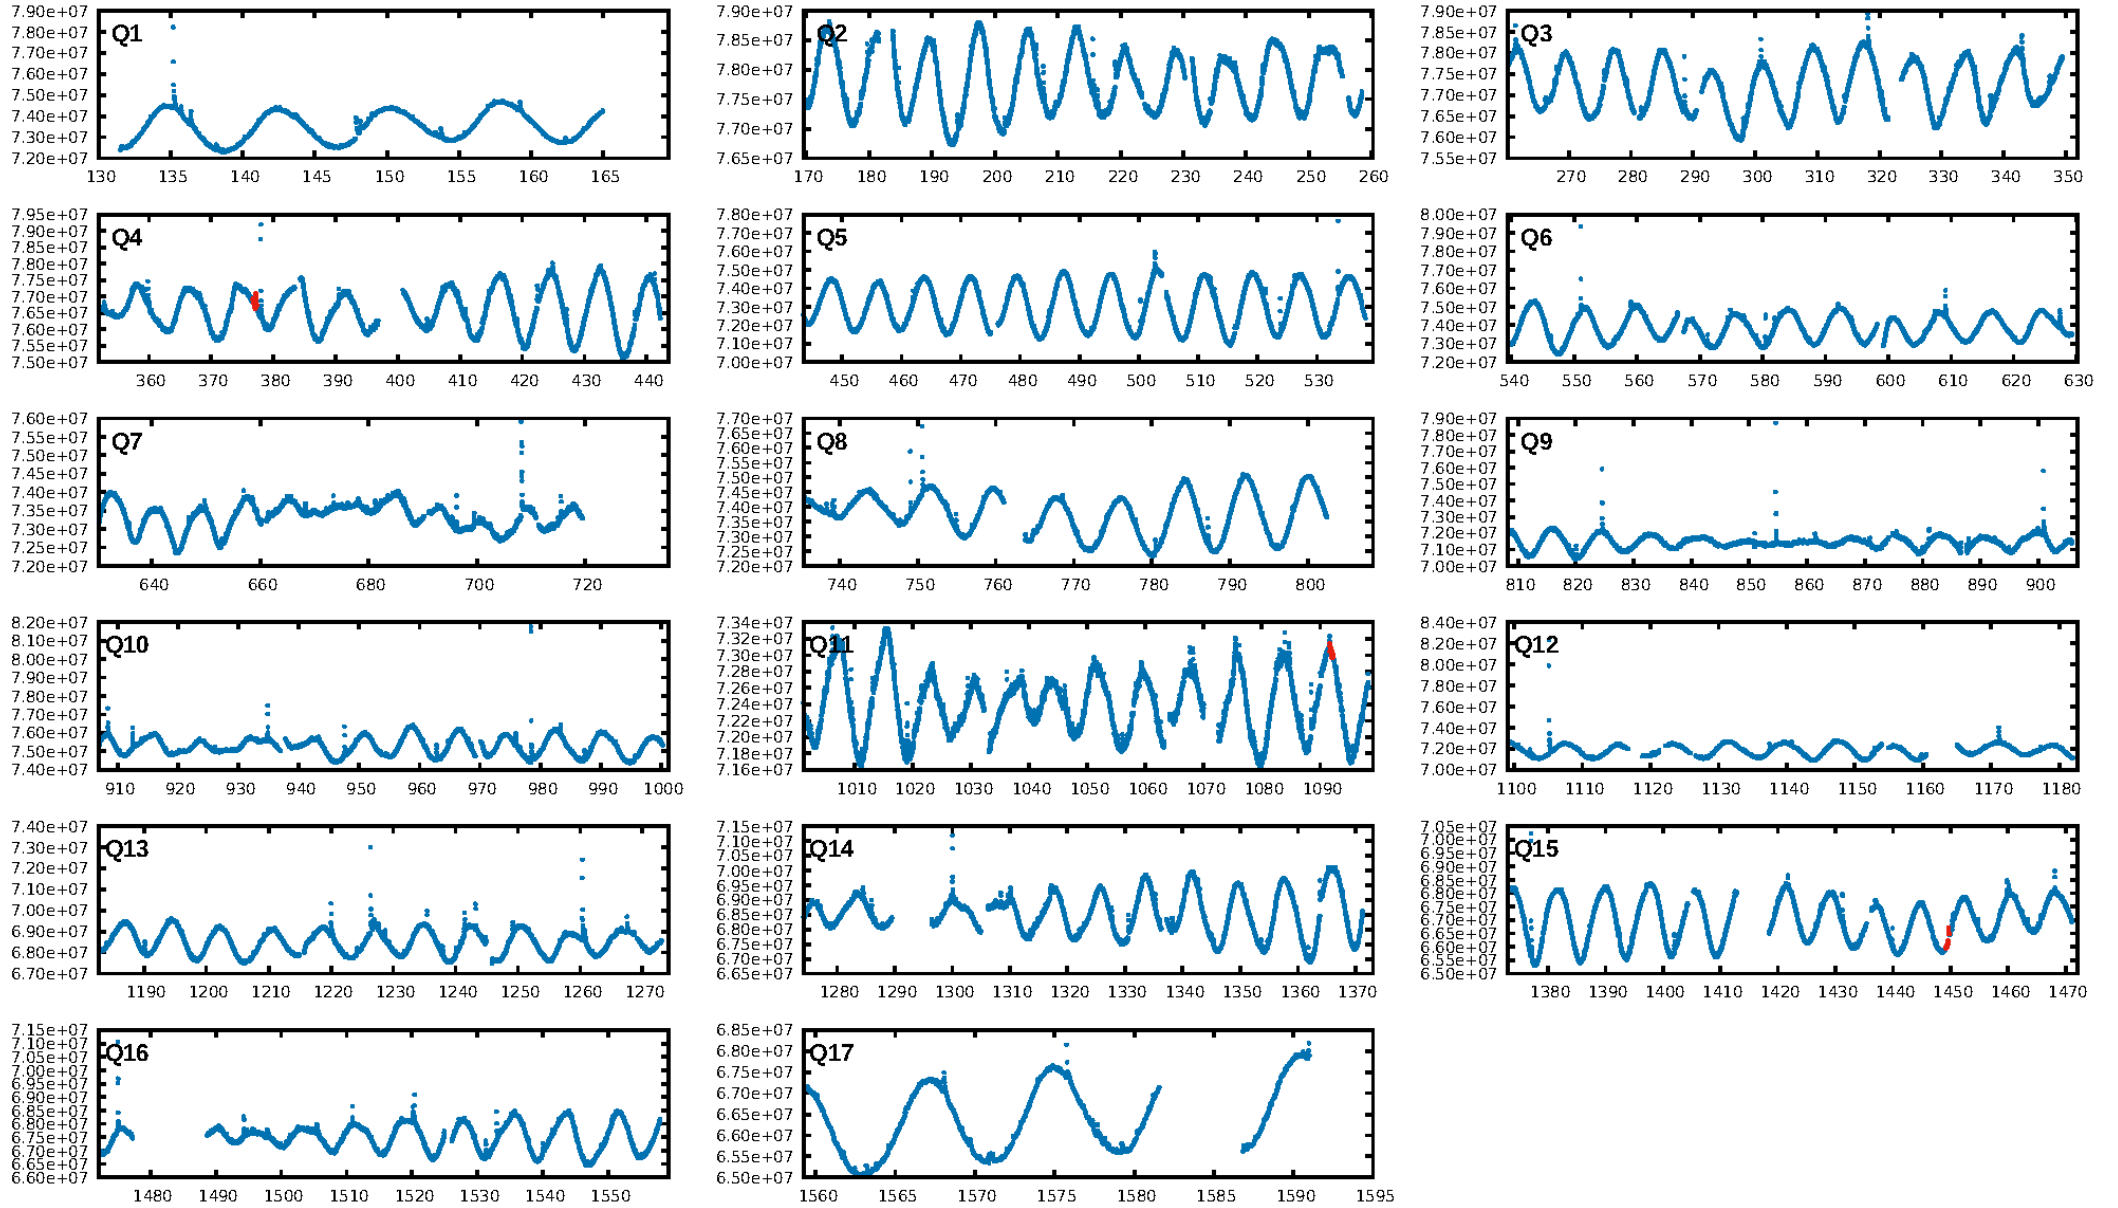 Q1
7.90e+07
7.80e+07
7.70e+07
7.60e+07
7.50e+07
7.40e+07
7.30e+07
7.20e+07
130 135 140 145 150 155 160 165
Q2
7.90e+07
7.85e+07
7.80e+07
7.75e+07
7.70e+07
7.65e+07
170 180 190 200 210 220 230 240 250 260
Q3
7.90e+07
7.85e+07
7.80e+07
7.75e+07
7.70e+07
7.65e+07
7.60e+07
7.55e+07
270 280 290 300 310 320 330 340 350
Q4
7.95e+07
7.90e+07
7.85e+07
7.80e+07
7.75e+07
7.70e+07
7.65e+07
7.60e+07
7.55e+07
7.50e+07
360 370 380 390 400 410 420 430 440
Q5
7.80e+07
7.70e+07
7.60e+07
7.50e+07
7.40e+07
7.30e+07
7.20e+07
7.10e+07
7.00e+07
450 460 470 480 490 500 510 520 530
Q6
8.00e+07
7.90e+07
7.80e+07
7.70e+07
7.60e+07
7.50e+07
7.40e+07
7.30e+07
7.20e+07
540 550 560 570 580 590 600 610 620 630
Q7
7.60e+07
7.55e+07
7.50e+07
7.45e+07
7.40e+07
7.35e+07
7.30e+07
7.25e+07
7.20e+07
640 660 680 700 720
Q8
7.70e+07
7.65e+07
7.60e+07
7.55e+07
7.50e+07
7.45e+07
7.40e+07
7.35e+07
7.30e+07
7.25e+07
7.20e+07
740 750 760 770 780 790 800
Q9
7.90e+07
7.80e+07
7.70e+07
7.60e+07
7.50e+07
7.40e+07
7.30e+07
7.20e+07
7.10e+07
7.00e+07
810 820 830 840 850 860 870 880 890 900
Q10
8.20e+07
8.10e+07
8.00e+07
7.90e+07
7.80e+07
7.70e+07
7.60e+07
7.50e+07
7.40e+07
910 920 930 940 950 960 970 980 990 1000
Q11
7.34e+07
7.32e+07
7.30e+07
7.28e+07
7.26e+07
7.24e+07
7.22e+07
7.20e+07
7.18e+07
7.16e+07
1010 1020 1030 1040 1050 1060 1070 1080 1090
Q12
8.40e+07
8.20e+07
8.00e+07
7.80e+07
7.60e+07
7.40e+07
7.20e+07
7.00e+07
1100 1110 1120 1130 1140 1150 1160 1170 1180
Q13
7.40e+07
7.30e+07
7.20e+07
7.10e+07
7.00e+07
6.90e+07
6.80e+07
6.70e+07
1190 1200 1210 1220 1230 1240 1250 1260 1270
Q14
7.15e+07
7.10e+07
7.05e+07
7.00e+07
6.95e+07
6.90e+07
6.85e+07
6.80e+07
6.75e+07
6.70e+07
6.65e+07
1280 1290 1300 1310 1320 1330 1340 1350 1360 1370
Q15
7.05e+07
7.00e+07
6.95e+07
6.90e+07
6.85e+07
6.80e+07
6.75e+07
6.70e+07
6.65e+07
6.60e+07
6.55e+07
6.50e+07
1380 1390 1400 1410 1420 1430 1440 1450 1460 1470
Q16
7.15e+07
7.10e+07
7.05e+07
7.00e+07
6.95e+07
6.90e+07
6.85e+07
6.80e+07
6.75e+07
6.70e+07
6.65e+07
6.60e+07
1480 1490 1500 1510 1520 1530 1540 1550
Q17
6.85e+07
6.80e+07
6.75e+07
6.70e+07
6.65e+07
6.60e+07
6.55e+07
6.50e+07
1560 1565 1570 1575 1580 1585 1590 1595